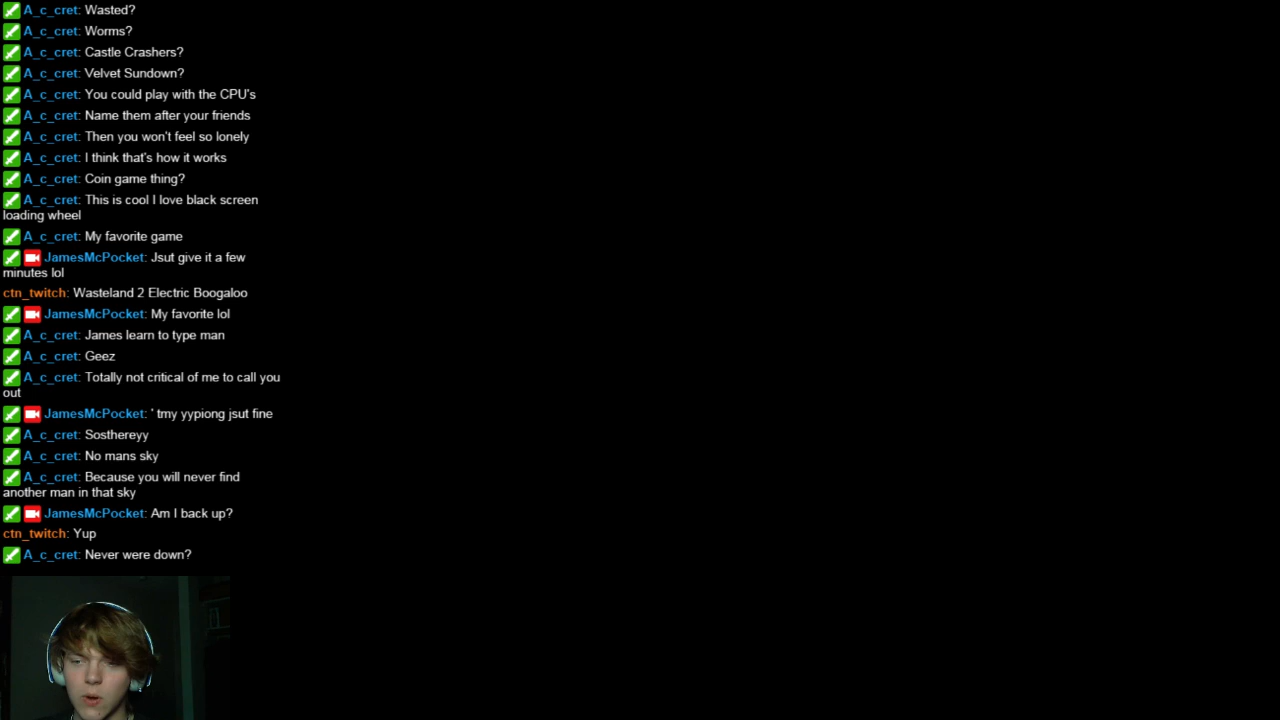 A_c_cret: Wasted?
A_c_cret: Worms?
A_c_cret: Castle Crashers?
A_c_cret: Velvet Sundown?
A_c_cret: You could play with the CPU's
A_c_cret: Name them after your friends
A_c_cret: Then you won't feel so lonely
A_c_cret: I think that's how it works
A_c_cret: Coin game thing?
A_c_cret: This is cool I love black screen
loading wheel
A_c_cret: My favorite game
JamesMcPocket: Jsut give it a few
minutes lol
ctn_twitch: Wasteland 2 Electric Boogaloo
JamesMcPocket: My favorite lol
A_c_cret: James learn to type man
A_c_cret: Geez
A_c_cret: Totally not critical of me to call you
out
JamesMcPocket: ' tmy yypiong jsut fine
A_c_cret: Sosthereyy
A_c_cret: No mans sky
A_c_cret: Because you will never find
another man in that sky
JamesMcPocket: Am I back up?
ctn_twitch: Yup
A_c_cret: Never were down?